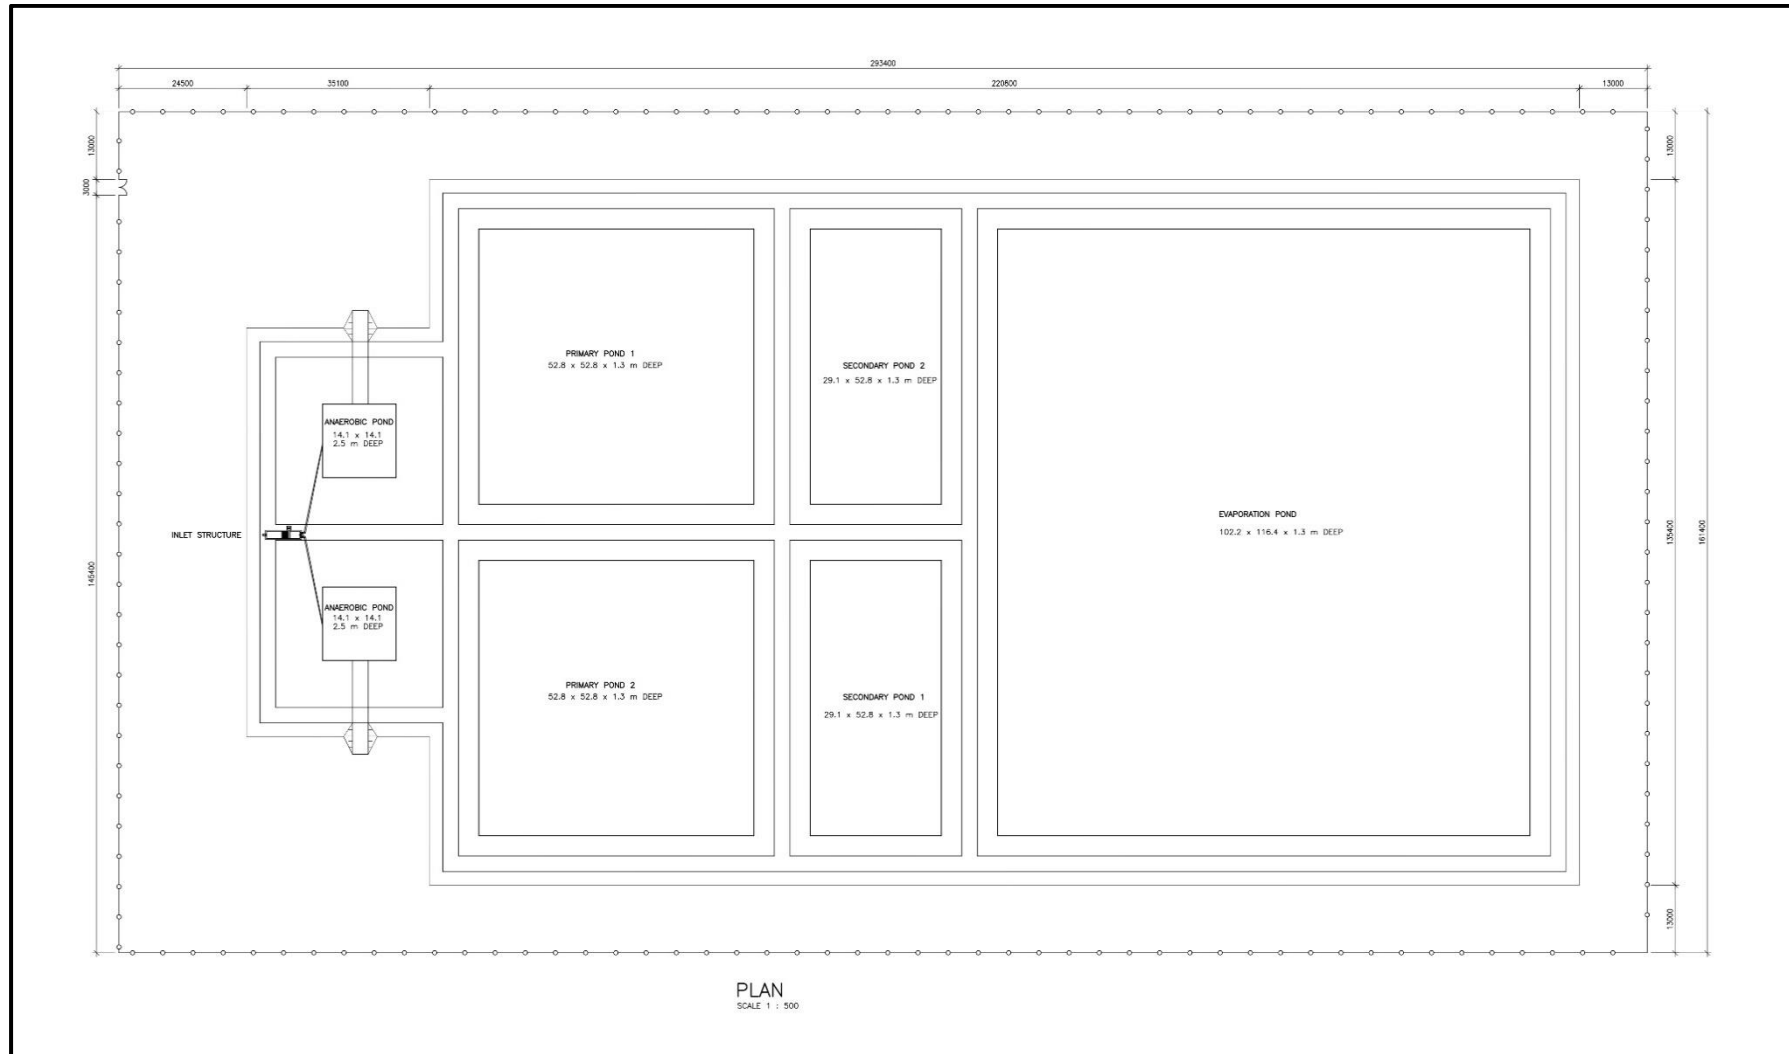 293400
24500
35100
220800
13000
13000
3000
145400
13000
135400
161400
13000
PRIMARY POND 1
52.8 x 52.8 x 1.3 m DEEP
SECONDARY POND 2
29.1 x 52.8 x 1.3 m DEEP
ANAEROBIC POND
14.1 x 14.1
2.5 m DEEP
INLET STRUCTURE
EVAPORATION POND
102.2 x 116.4 x 1.3 m DEEP
ANAEROBIC POND
14.1 x 14.1
2.5 m DEEP
PRIMARY POND 2
52.8 x 52.8 x 1.3 m DEEP
SECONDARY POND 1
29.1 x 52.8 x 1.3 m DEEP
PLAN
SCALE 1 : 500